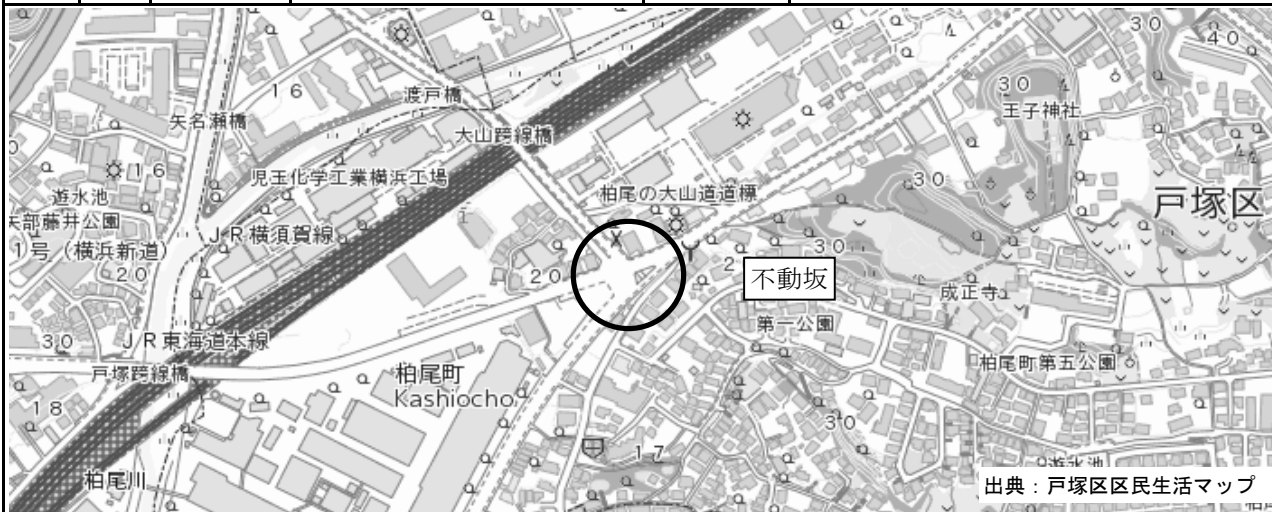 30
40
16
渡戸橋
30
王子神社
矢名瀬橋
大山跨線橋
16
児玉化学工業横浜工場
柏尾の大山道道標
30
戸塚区
遊水池
矢部藤井公園
JR横須賀線
1号（横浜新道）
30
20
20
2
不動坂
成正寺
第一公園
30
JR東海道本線
戸塚跨線橋
柏尾町
Kashiocho
柏尾町第五公園
18
30
17
遊水池
柏尾川
出典：戸塚区区民生活マップ